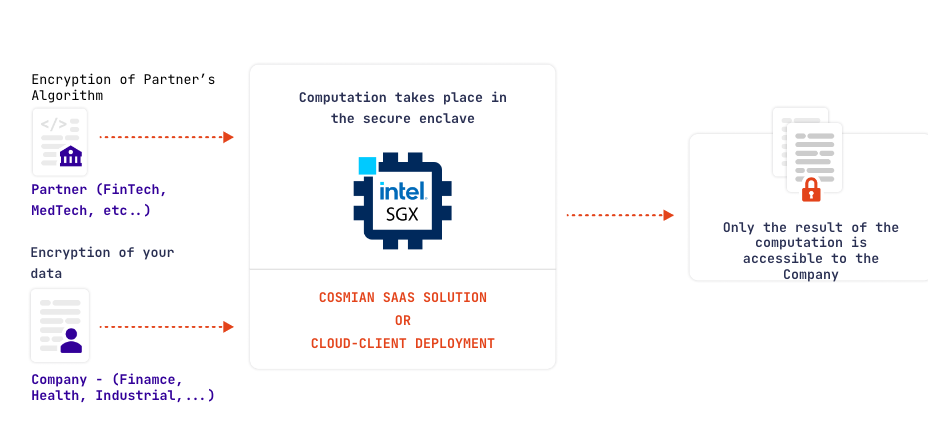 Encryption of Partner’s
Algorithm
</>
Partner (FinTech,
MedTech, etc..)
Encryption of your
data
Company - (Finamce,
Health, Industrial,...)
Computation takes place in
the secure enclave
intel.
SGX
COSMIAN SAAS SOLUTION
OR
CLOUD-CLIENT DEPLOYMENT
Only the result of the
computation is
accessible to the
Company